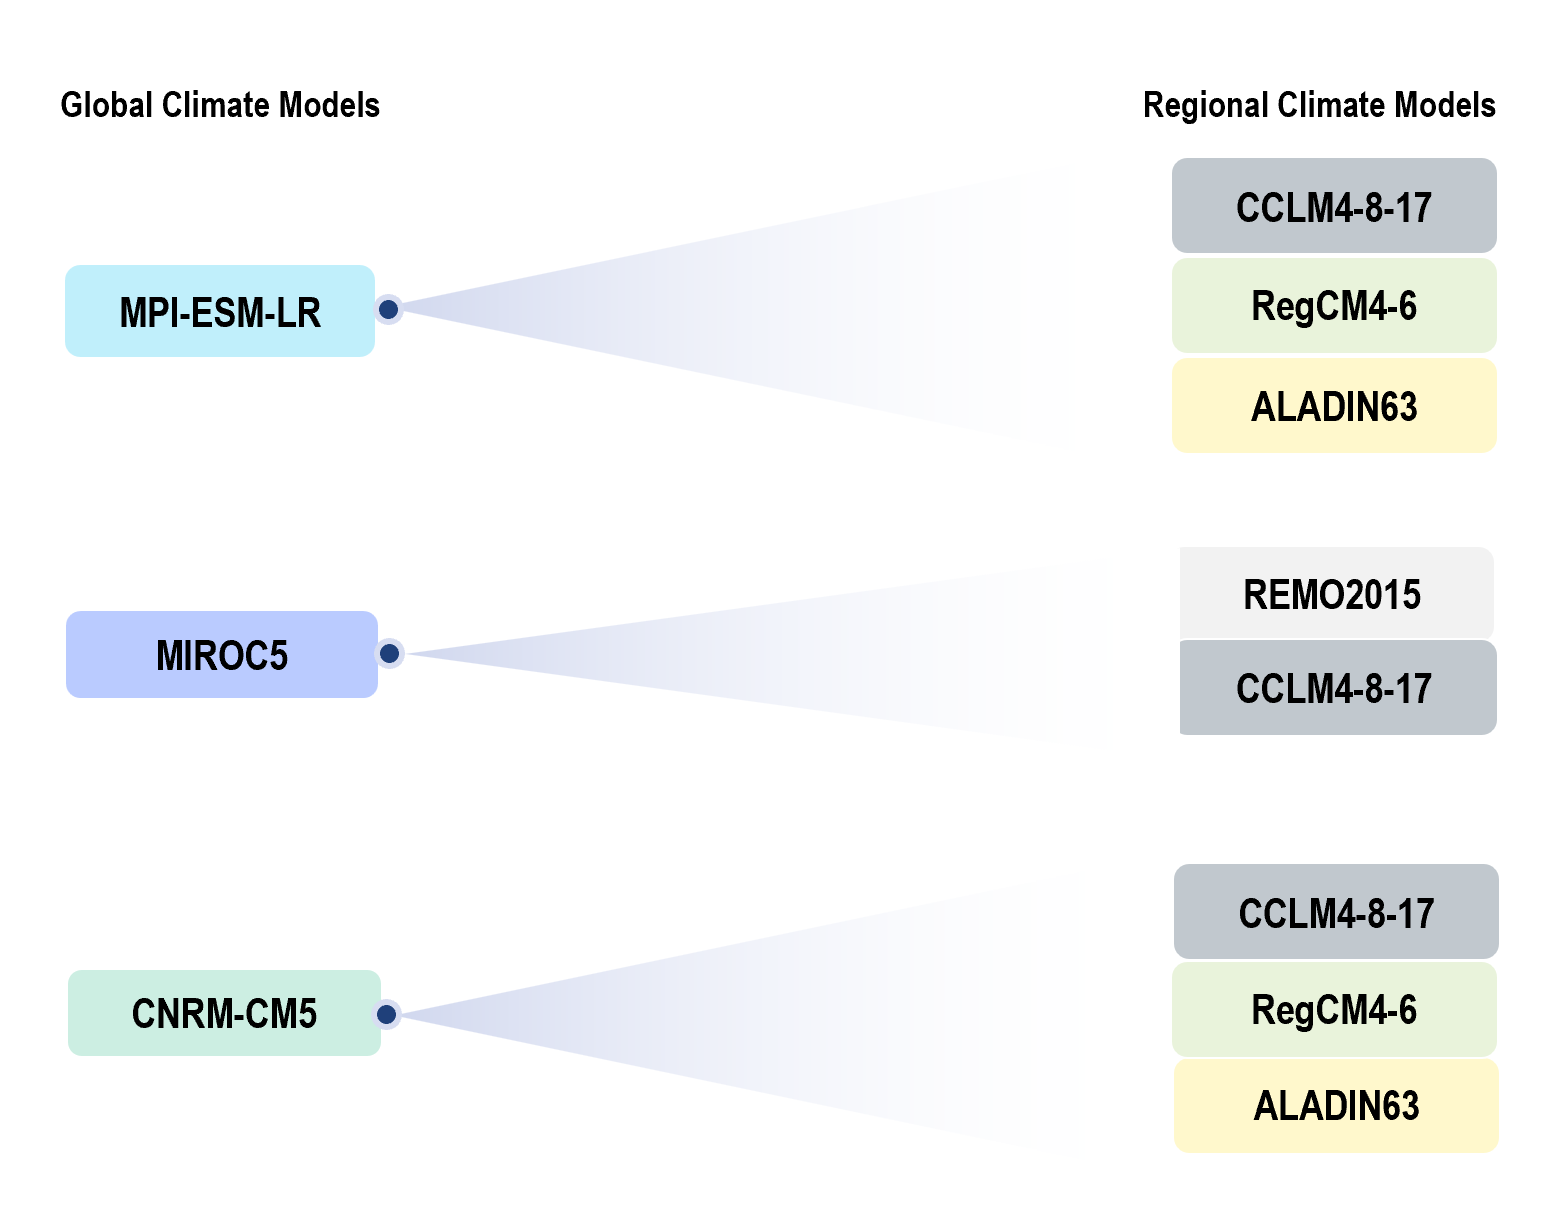 Global Climate Models
Regional Climate Models
MPI-ESM-LR
CCLM4-8-17
RegCM4-6
ALADIN63
MIROC5
REMO2015
CCLM4-8-17
CNRM-CM5
CCLM4-8-17
RegCM4-6
ALADIN63